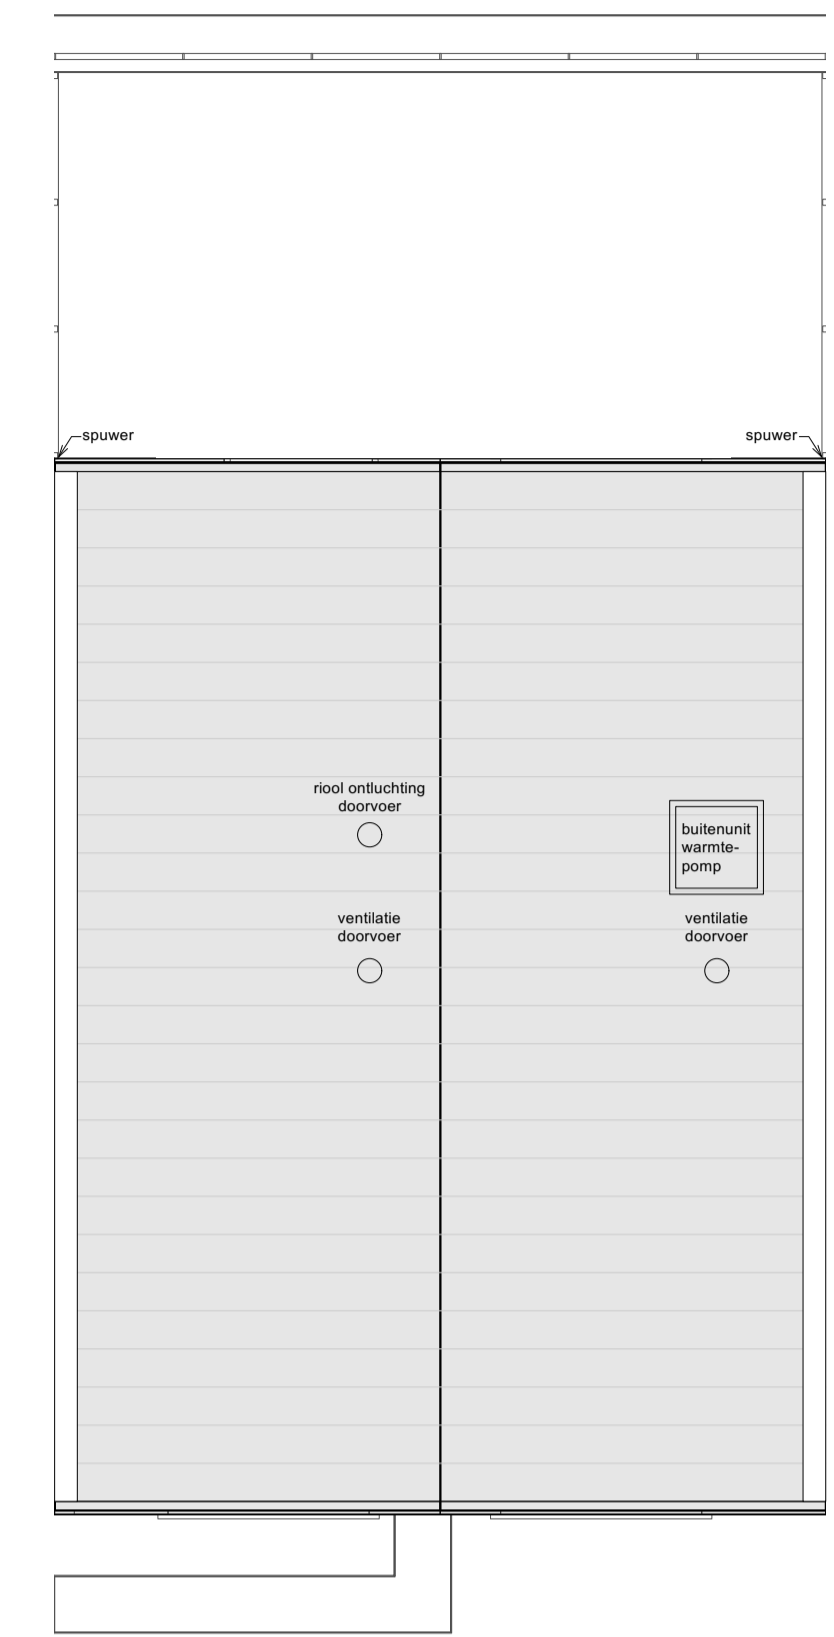 spuwer
spuwer
riool ontluchting
doorvoer
buitenunit
warmte-
pomp
ventilatie
doorvoer
ventilatie
doorvoer